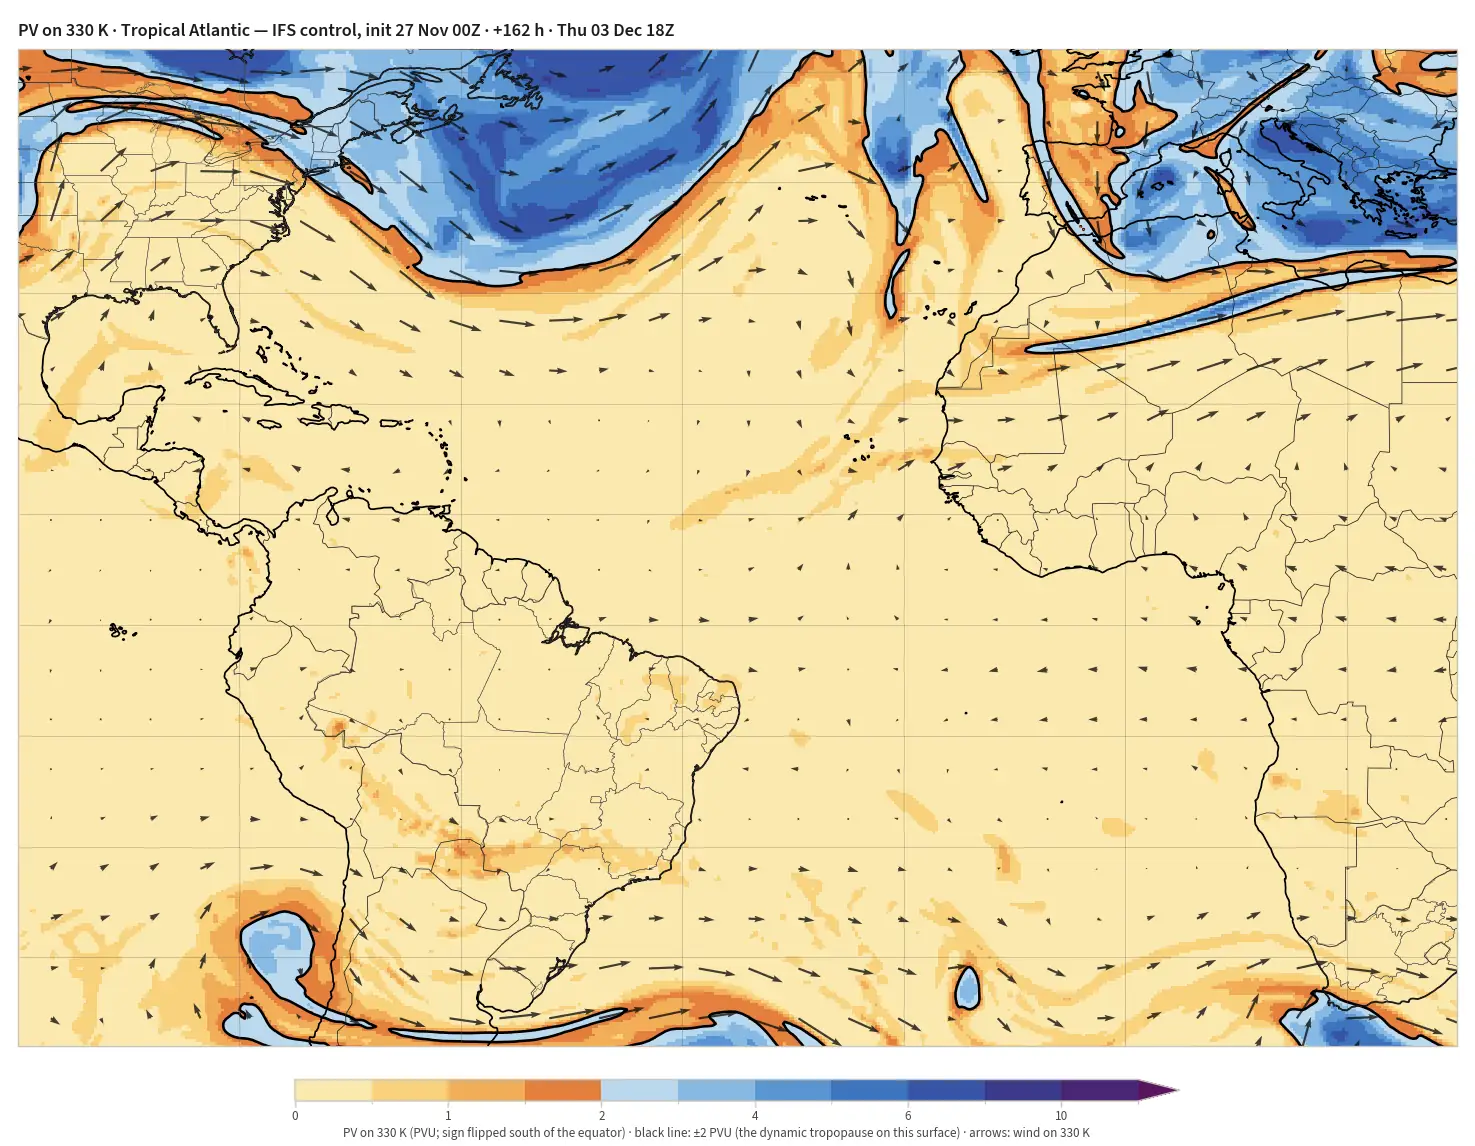 PV on 330 K · Tropical Atlantic — IFS control, init 27 Nov 00Z · +162 h · Thu 03 Dec 18Z
0 1 2 4 6 8 10
PV on 330 K (PVU; sign flipped south of the equator) · black line: ±2 PVU (the dynamic tropopause on this surface) · arrows: wind on 330 K